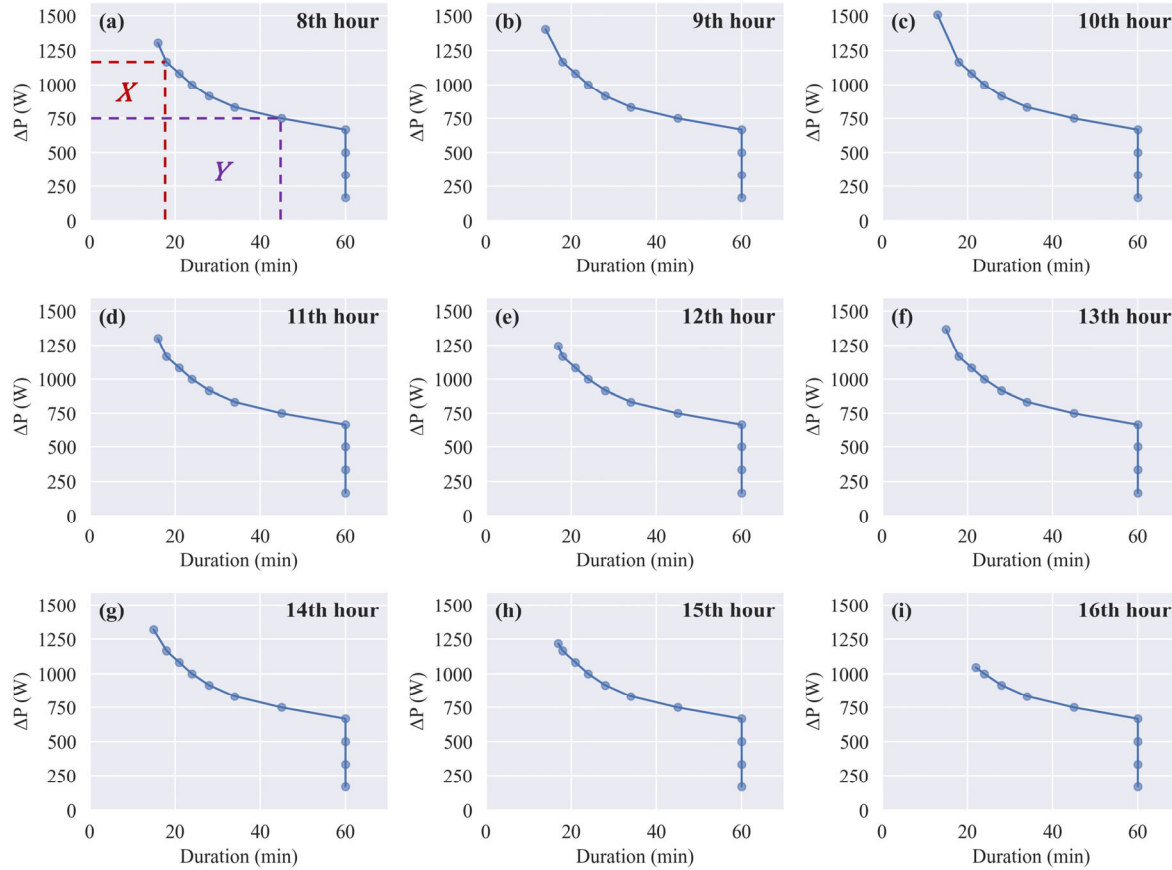 (a) 8th hour
1500
1250
1000
750
500
250
0
ΔP (W)
X
Y
0 20 40 60
Duration (min)
(b) 9th hour
1500
1250
1000
750
500
250
0
ΔP (W)
0 20 40 60
Duration (min)
(c) 10th hour
1500
1250
1000
750
500
250
0
ΔP (W)
0 20 40 60
Duration (min)
(d) 11th hour
1500
1250
1000
750
500
250
0
ΔP (W)
0 20 40 60
Duration (min)
(e) 12th hour
1500
1250
1000
750
500
250
0
ΔP (W)
0 20 40 60
Duration (min)
(f) 13th hour
1500
1250
1000
750
500
250
0
ΔP (W)
0 20 40 60
Duration (min)
(g) 14th hour
1500
1250
1000
750
500
250
0
ΔP (W)
0 20 40 60
Duration (min)
(h) 15th hour
1500
1250
1000
750
500
250
0
ΔP (W)
0 20 40 60
Duration (min)
(i) 16th hour
1500
1250
1000
750
500
250
0
ΔP (W)
0 20 40 60
Duration (min)